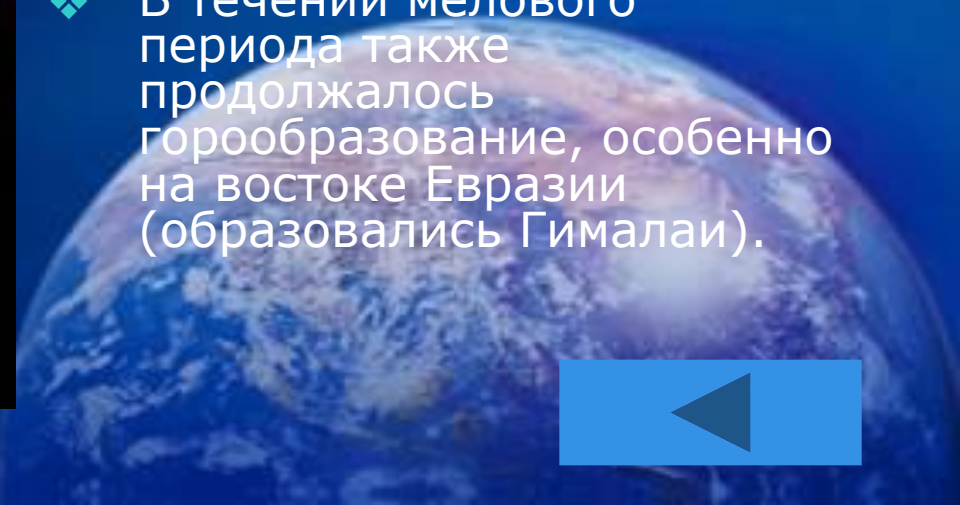 В течении мелового
периода также
продолжалось
горообразование, особенно
на востоке Евразии
(образовались Гималаи).